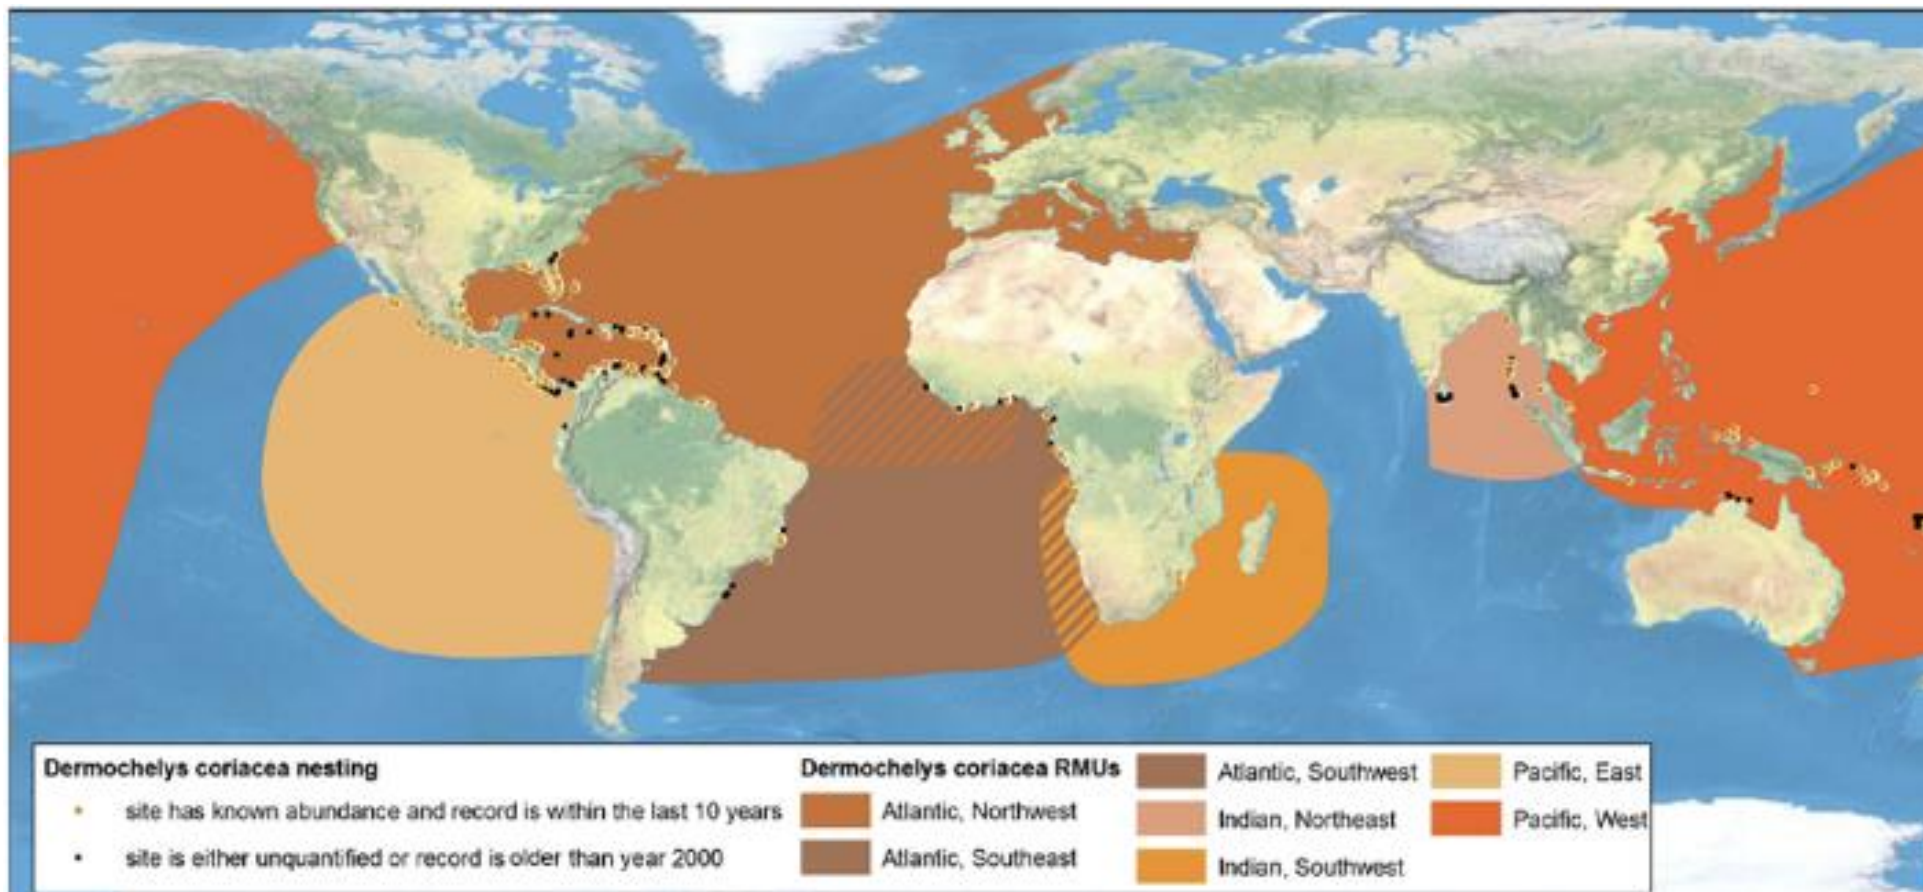 Dermochelys coriacea nesting
site has known abundance and record is within the last 10 years
site is either unquantified or record is older than year 2000
Dermochelys coriacea RMUs
Atlantic, Northwest
Atlantic, Southeast
Atlantic, Southwest
Indian, Northeast
Indian, Southwest
Pacific, East
Pacific, West